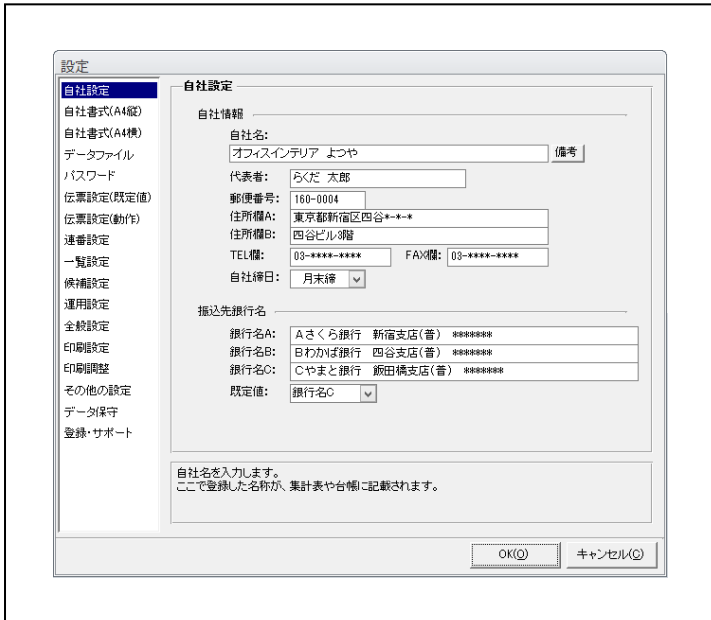 設定
自社設定
自社書式(A4縦)
自社書式(A4横)
データファイル
パスワード
伝票設定(既定値)
伝票設定(動作)
連番設定
一覧設定
候補設定
運用設定
全般設定
印刷設定
印刷調整
その他の設定
データ保守
登録・サポート
自社設定
自社情報
自社名:
オフィスインテリア よつや 備考
代表者: らくだ 太郎
郵便番号: 160-0004
住所欄A: 東京都新宿区四谷*-*-*
住所欄B: 四谷ビル3階
TEL欄: 03-****-**** FAX欄: 03-****-****
自社締日: 月末締
振込先銀行名
銀行名A: Aさくら銀行 新宿支店(普) *******
銀行名B: Bわかば銀行 四谷支店(普) *******
銀行名C: Cやまと銀行 飯田橋支店(普) *******
既定値: 銀行名C
自社名を入力します。
ここで登録した名称が、集計表や台帳に記載されます。
OK(O) キャンセル(C)